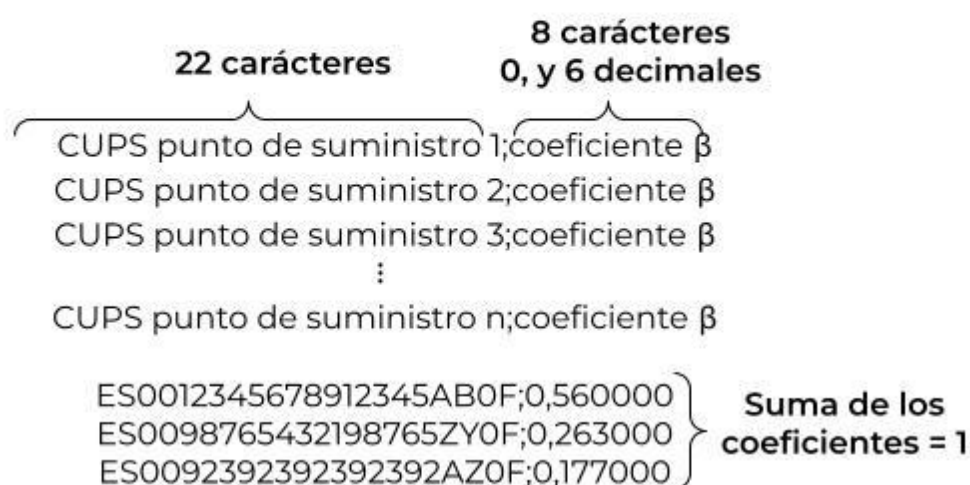 22 carácteres
8 carácteres
0, y 6 decimales
CUPS punto de suministro 1;coeficiente β
CUPS punto de suministro 2;coeficiente β
CUPS punto de suministro 3;coeficiente β
⋮
CUPS punto de suministro n;coeficiente β
ES0012345678912345AB0F;0,560000
ES0098765432198765ZY0F;0,263000
ES0092392392392392AZ0F;0,177000
Suma de los
coeficientes = 1